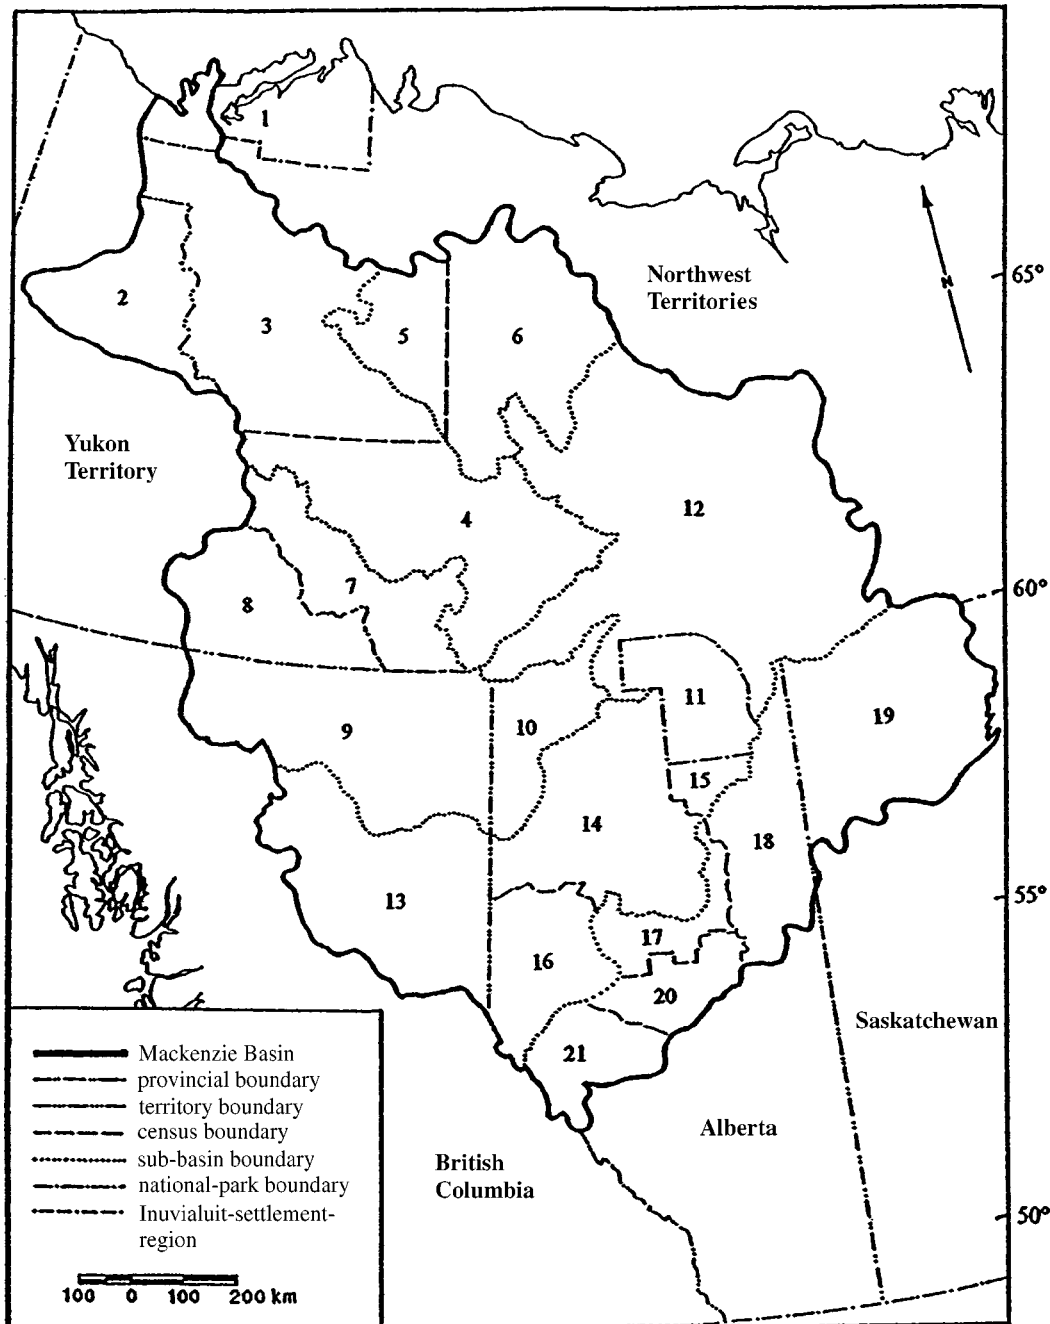 1
Northwest
Territories
65°
N
2
3
5
6
Yukon
Territory
4
12
7
8
60°
9
10
11
19
15
14
18
13
55°
17
16
20
Saskatchewan
21
Mackenzie Basin
provincial boundary
territory boundary
census boundary
sub-basin boundary
national-park boundary
Inuvialuit-settlement-
region
100 0 100 200 km
Alberta
British
Columbia
50°